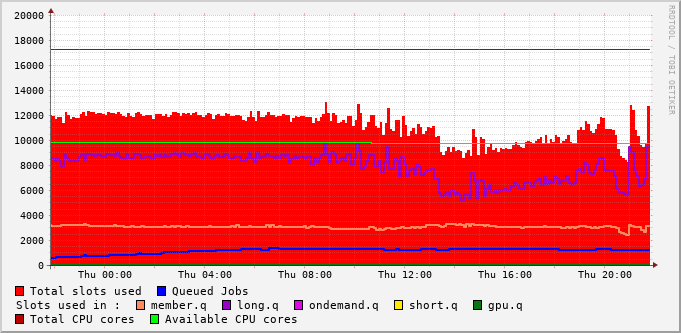 RRDTOOL / TOBI OETIKER
20000
18000
16000
14000
12000
10000
8000
6000
4000
2000
0
Thu 00:00 Thu 04:00 Thu 08:00 Thu 12:00 Thu 16:00 Thu 20:00
Total slots used Queued Jobs
Slots used in : member.q long.q ondemand.q short.q gpu.q
Total CPU cores Available CPU cores